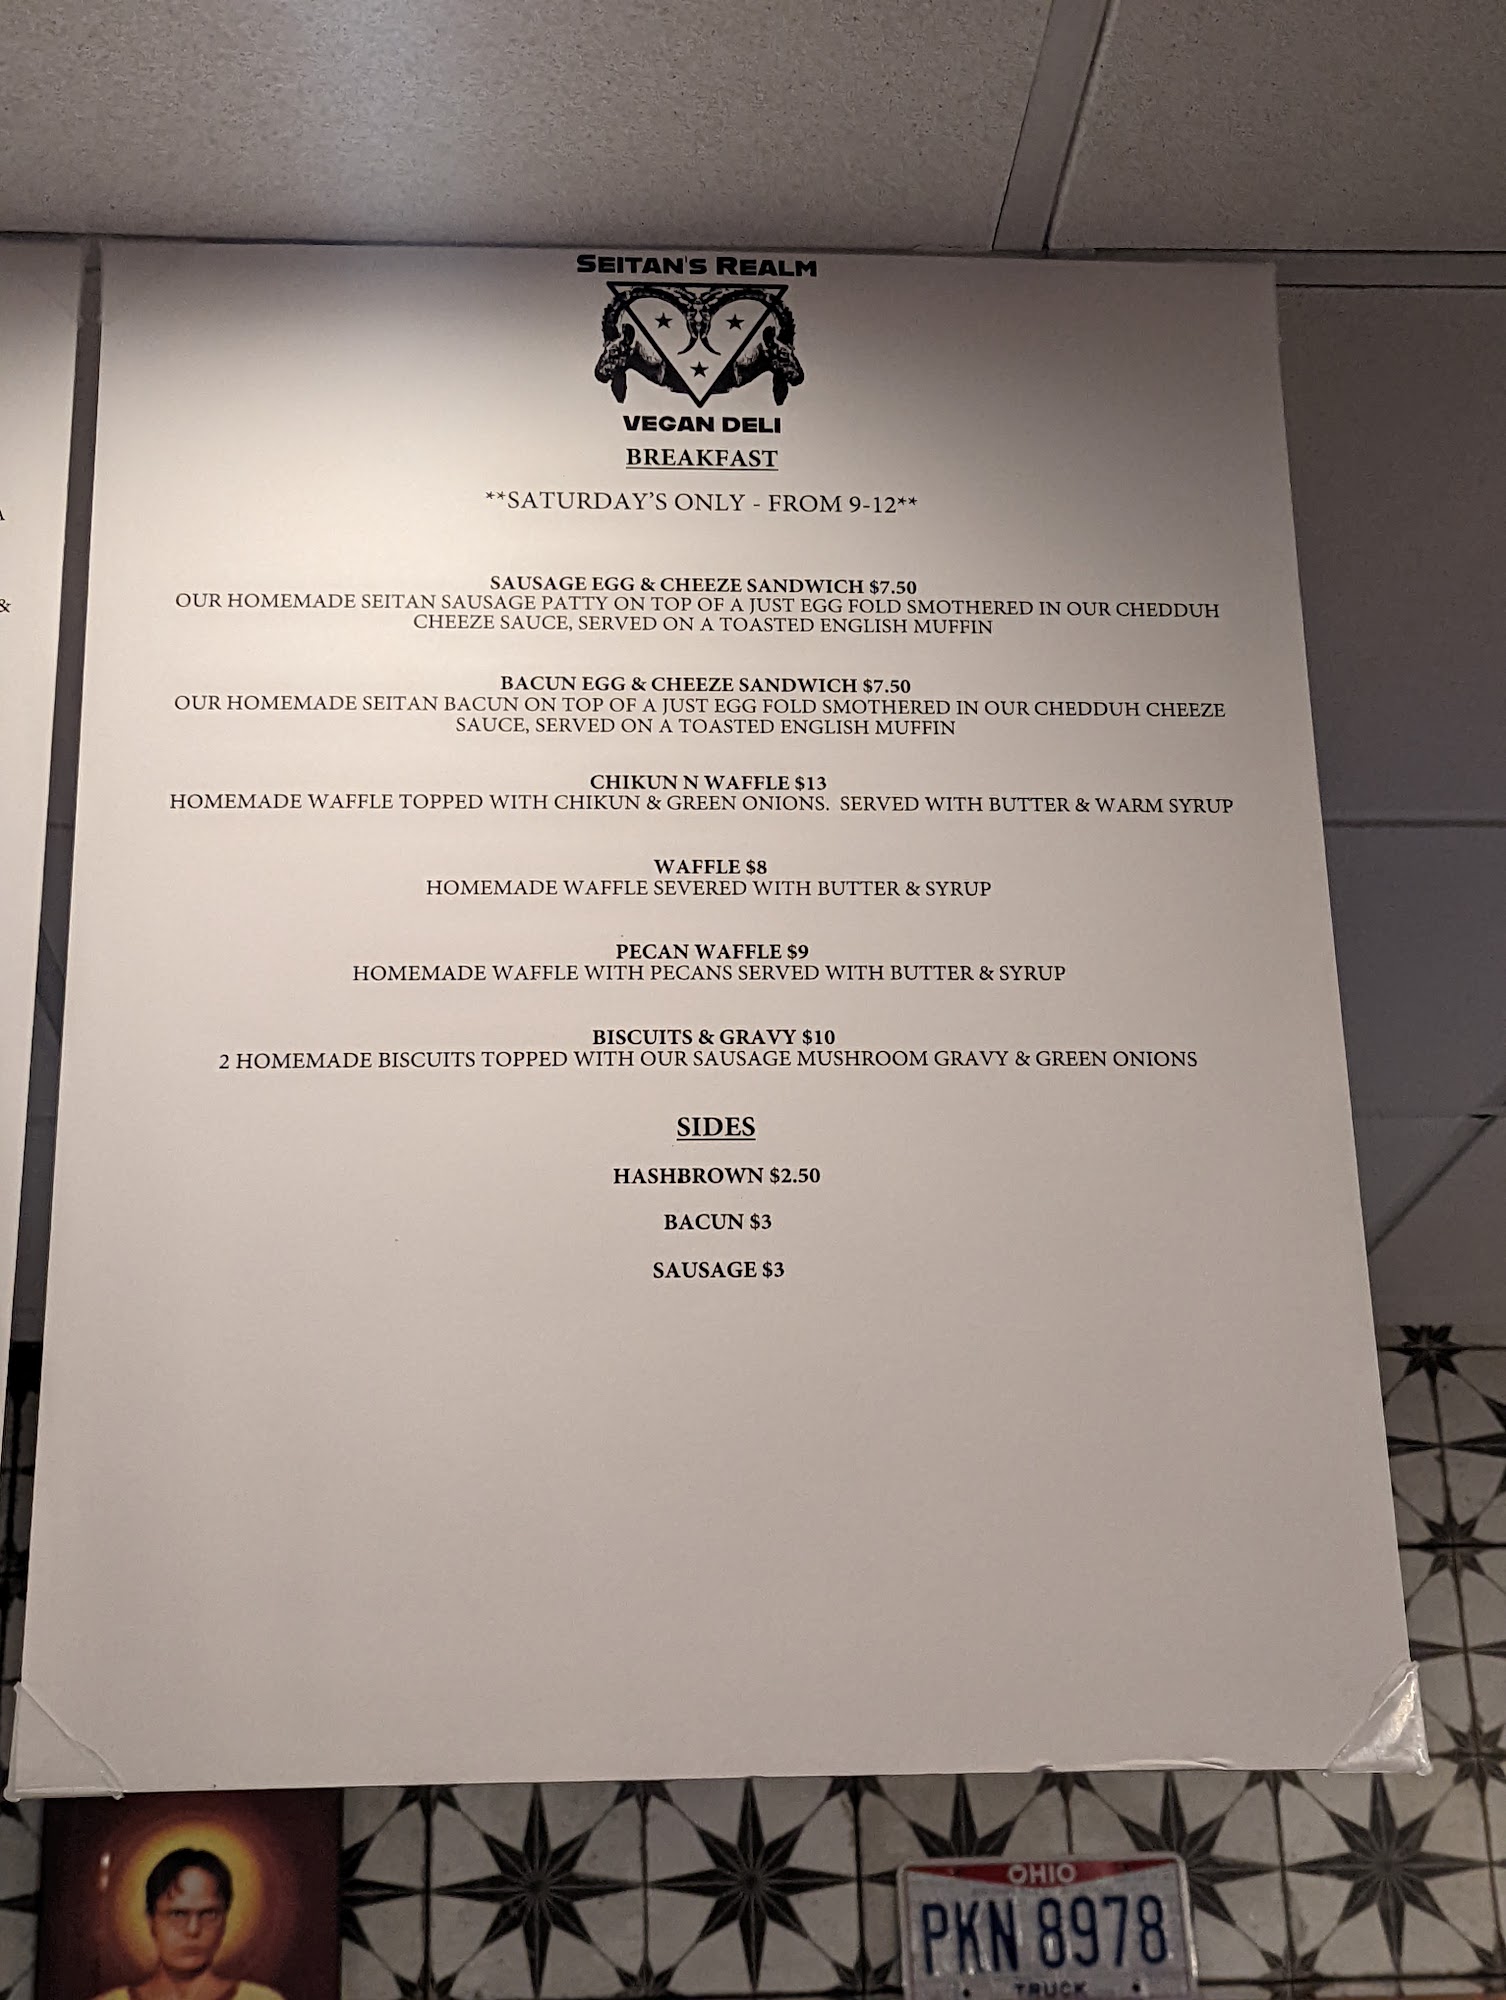 SEITAN'S REALM
VEGAN DELI
BREAKFAST
**SATURDAY'S ONLY - FROM 9-12**
SAUSAGE EGG & CHEEZE SANDWICH $7.50
OUR HOMEMADE SEITAN SAUSAGE PATTY ON TOP OF A JUST EGG FOLD SMOTHERED IN OUR CHEDDUH
CHEEZE SAUCE, SERVED ON A TOASTED ENGLISH MUFFIN
BACUN EGG & CHEEZE SANDWICH $7.50
OUR HOMEMADE SEITAN BACUN ON TOP OF A JUST EGG FOLD SMOTHERED IN OUR CHEDDUH CHEEZE
SAUCE, SERVED ON A TOASTED ENGLISH MUFFIN
CHIKUN N WAFFLE $13
HOMEMADE WAFFLE TOPPED WITH CHIKUN & GREEN ONIONS. SERVED WITH BUTTER & WARM SYRUP
WAFFLE $8
HOMEMADE WAFFLE SEVERED WITH BUTTER & SYRUP
PECAN WAFFLE $9
HOMEMADE WAFFLE WITH PECANS SERVED WITH BUTTER & SYRUP
BISCUITS & GRAVY $10
2 HOMEMADE BISCUITS TOPPED WITH OUR SAUSAGE MUSHROOM GRAVY & GREEN ONIONS
SIDES
HASHBROWN $2.50
BACUN $3
SAUSAGE $3
&
OHIO
PKN 8978
TRUCK